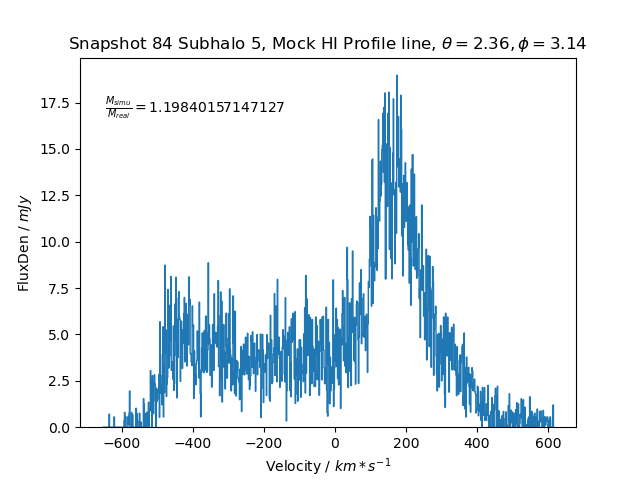 Snapshot 84 Subhalo 5, Mock HI Profile line, θ = 2.36, ϕ = 3.14
M_simu/M_real = 1.19840157147127
17.5
15.0
12.5
10.0
7.5
5.0
2.5
0.0
FluxDen / mJy
−600 −400 −200 0 200 400 600
Velocity / km * s⁻¹